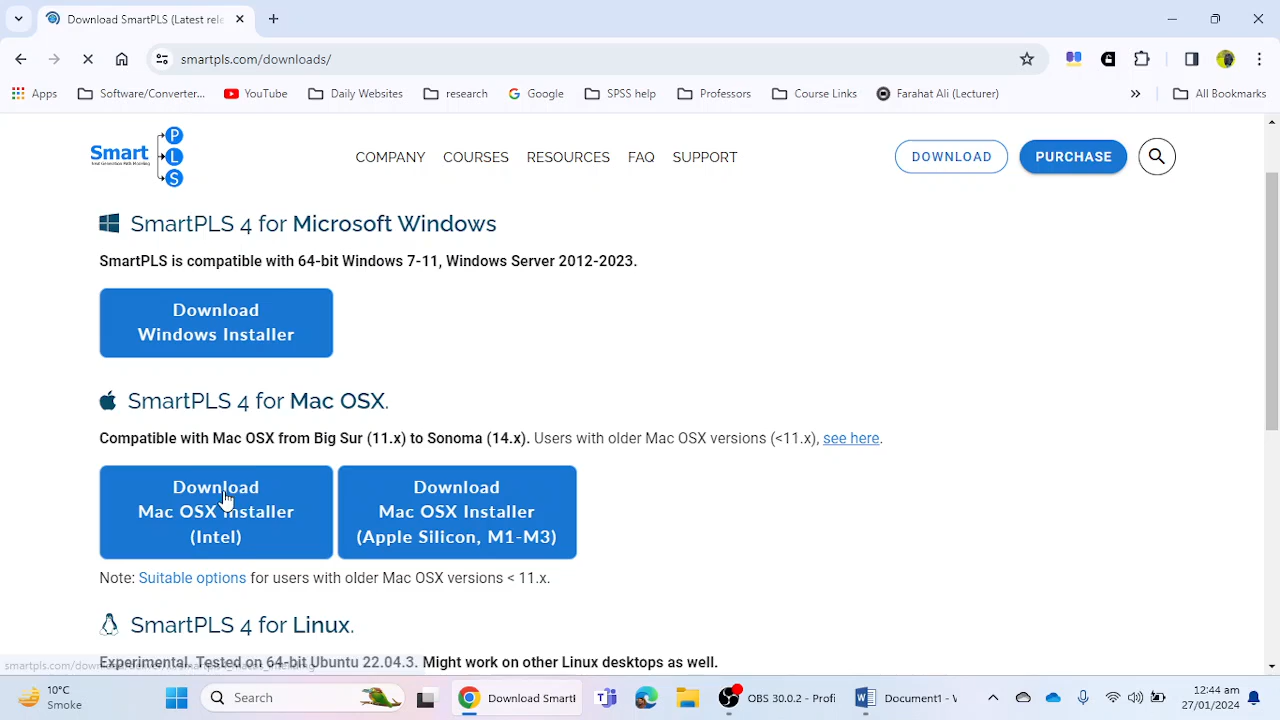 Download SmartPLS (Latest rele
smartpls.com/downloads/
Apps
Software/Converter...
YouTube
Daily Websites
research
Google
SPSS help
Professors
Course Links
Farahat Ali (Lecturer)
All Bookmarks
Smart P L S
COMPANY
COURSES
RESOURCES
FAQ
SUPPORT
DOWNLOAD
PURCHASE
SmartPLS 4 for Microsoft Windows
SmartPLS is compatible with 64-bit Windows 7-11, Windows Server 2012-2023.
Download
Windows Installer
SmartPLS 4 for Mac OSX.
Compatible with Mac OSX from Big Sur (11.x) to Sonoma (14.x). Users with older Mac OSX versions (<11.x), see here.
Download
Mac OSX Installer
(Intel)
Download
Mac OSX Installer
(Apple Silicon, M1-M3)
Note: Suitable options for users with older Mac OSX versions < 11.x.
SmartPLS 4 for Linux.
Experimental. Tested on 64-bit Ubuntu 22.04.3. Might work on other Linux desktops as well.
10°C
Smoke
Search
Download SmartI
OBS 30.0.2 - Profi
Document1 - V
12:44 am
27/01/2024